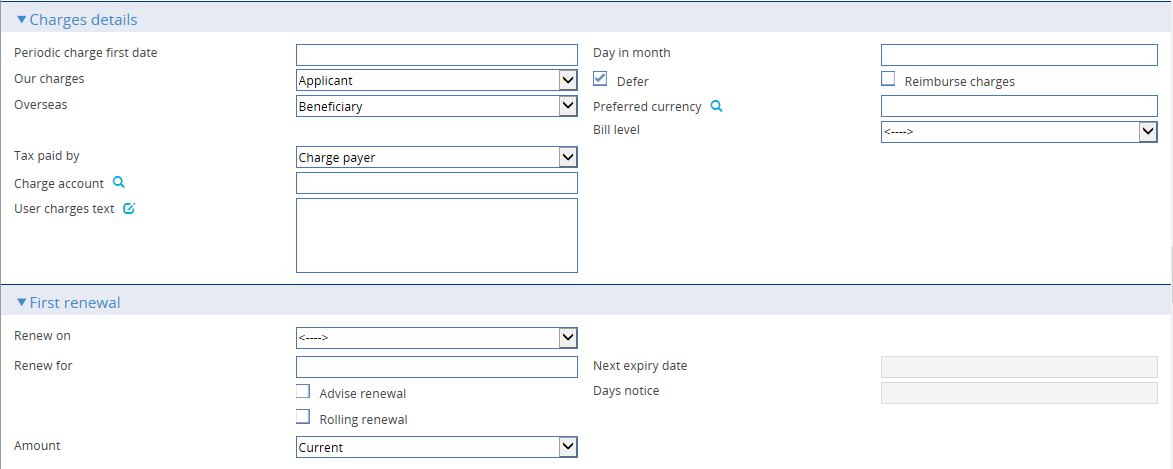 Charges details
Periodic charge first date Day in month
Our charges Applicant Defer Reimburse charges
Overseas Beneficiary Preferred currency
Bill level <---->
Tax paid by Charge payer
Charge account
User charges text
First renewal
Renew on <---->
Renew for Next expiry date
Advise renewal Days notice
Rolling renewal
Amount Current